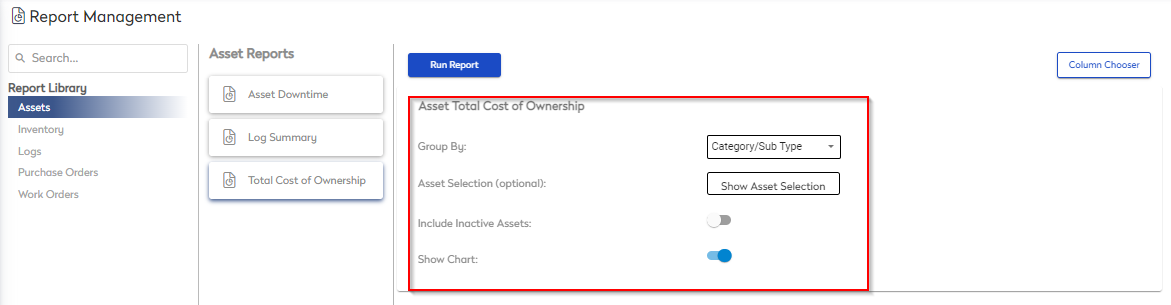 Report Management
Search...
Report Library
Assets
Inventory
Logs
Purchase Orders
Work Orders
Asset Reports
Asset Downtime
Log Summary
Total Cost of Ownership
Run Report
Column Chooser
Asset Total Cost of Ownership
Group By:
Category/Sub Type
Asset Selection (optional):
Show Asset Selection
Include Inactive Assets:
Show Chart: